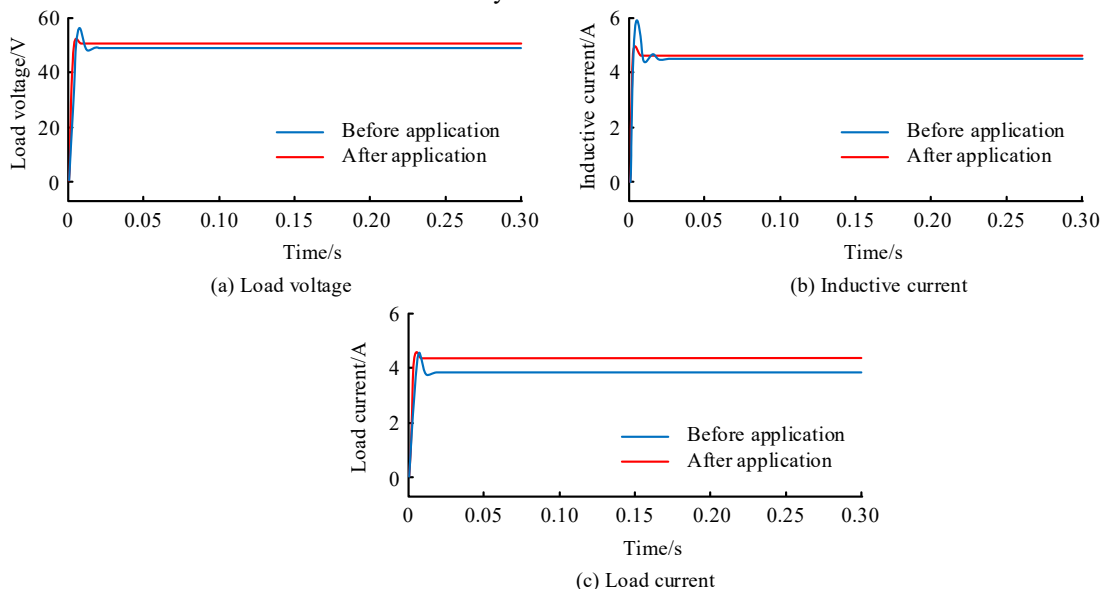 60
40
20
0
Load voltage/V
Before application
After application
0 0.05 0.10 0.15 0.20 0.25 0.30
Time/s
(a) Load voltage
6
4
2
0
Inductive current/A
Before application
After application
0 0.05 0.10 0.15 0.20 0.25 0.30
Time/s
(b) Inductive current
6
4
2
0
Load current/A
Before application
After application
0 0.05 0.10 0.15 0.20 0.25 0.30
Time/s
(c) Load current